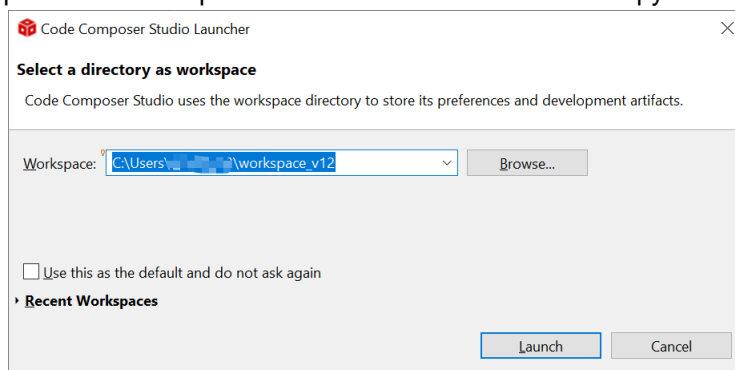 Code Composer Studio Launcher
Select a directory as workspace
Code Composer Studio uses the workspace directory to store its preferences and development artifacts.
Workspace: C:\Users\ \workspace_v12 Browse...
Use this as the default and do not ask again
Recent Workspaces
Launch Cancel